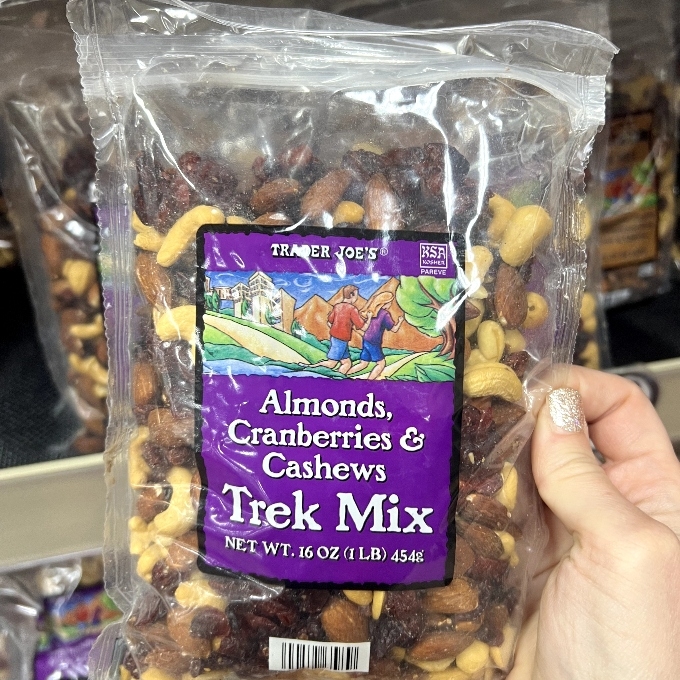 TRADER JOE'S®
KSA
KOSHER
PAREVE
Almonds,
Cranberries &
Cashews
Trek Mix
NET WT. 16 OZ (1 LB) 454g